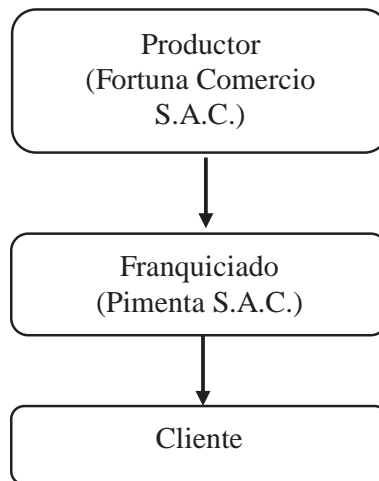 Productor
(Fortuna Comercio
S.A.C.)
Franquiciado
(Pimenta S.A.C.)
Cliente